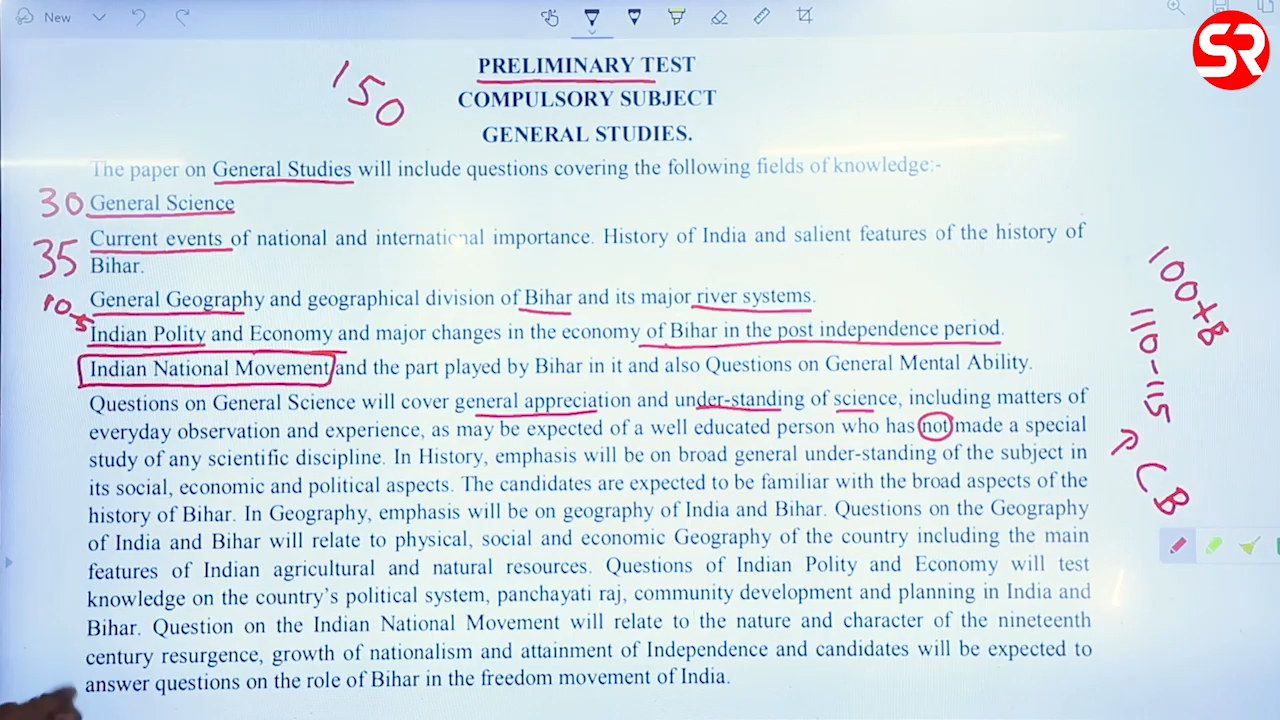 New
SR
150
PRELIMINARY TEST
COMPULSORY SUBJECT
GENERAL STUDIES.
The paper on General Studies will include questions covering the following fields of knowledge:-
30 General Science
35 Current events of national and international importance. History of India and salient features of the history of
Bihar.
10 General Geography and geographical division of Bihar and its major river systems.
Indian Polity and Economy and major changes in the economy of Bihar in the post independence period.
Indian National Movement and the part played by Bihar in it and also Questions on General Mental Ability.
Questions on General Science will cover general appreciation and under-standing of science, including matters of
everyday observation and experience, as may be expected of a well educated person who has not made a special
study of any scientific discipline. In History, emphasis will be on broad general under-standing of the subject in
its social, economic and political aspects. The candidates are expected to be familiar with the broad aspects of the
history of Bihar. In Geography, emphasis will be on geography of India and Bihar. Questions on the Geography
of India and Bihar will relate to physical, social and economic Geography of the country including the main
features of Indian agricultural and natural resources. Questions of Indian Polity and Economy will test
knowledge on the country's political system, panchayati raj, community development and planning in India and
Bihar. Question on the Indian National Movement will relate to the nature and character of the nineteenth
century resurgence, growth of nationalism and attainment of Independence and candidates will be expected to
answer questions on the role of Bihar in the freedom movement of India.
100+B
110-115
CB